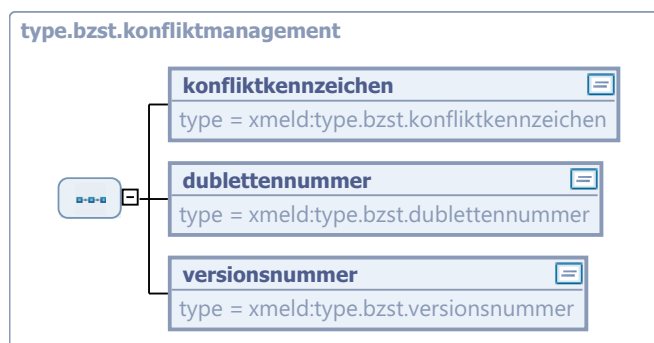 type.bzst.konfliktmanagement
konfliktkennzeichen
type = xmeld:type.bzst.konfliktkennzeichen
dublettennummer
type = xmeld:type.bzst.dublettennummer
versionsnummer
type = xmeld:type.bzst.versionsnummer